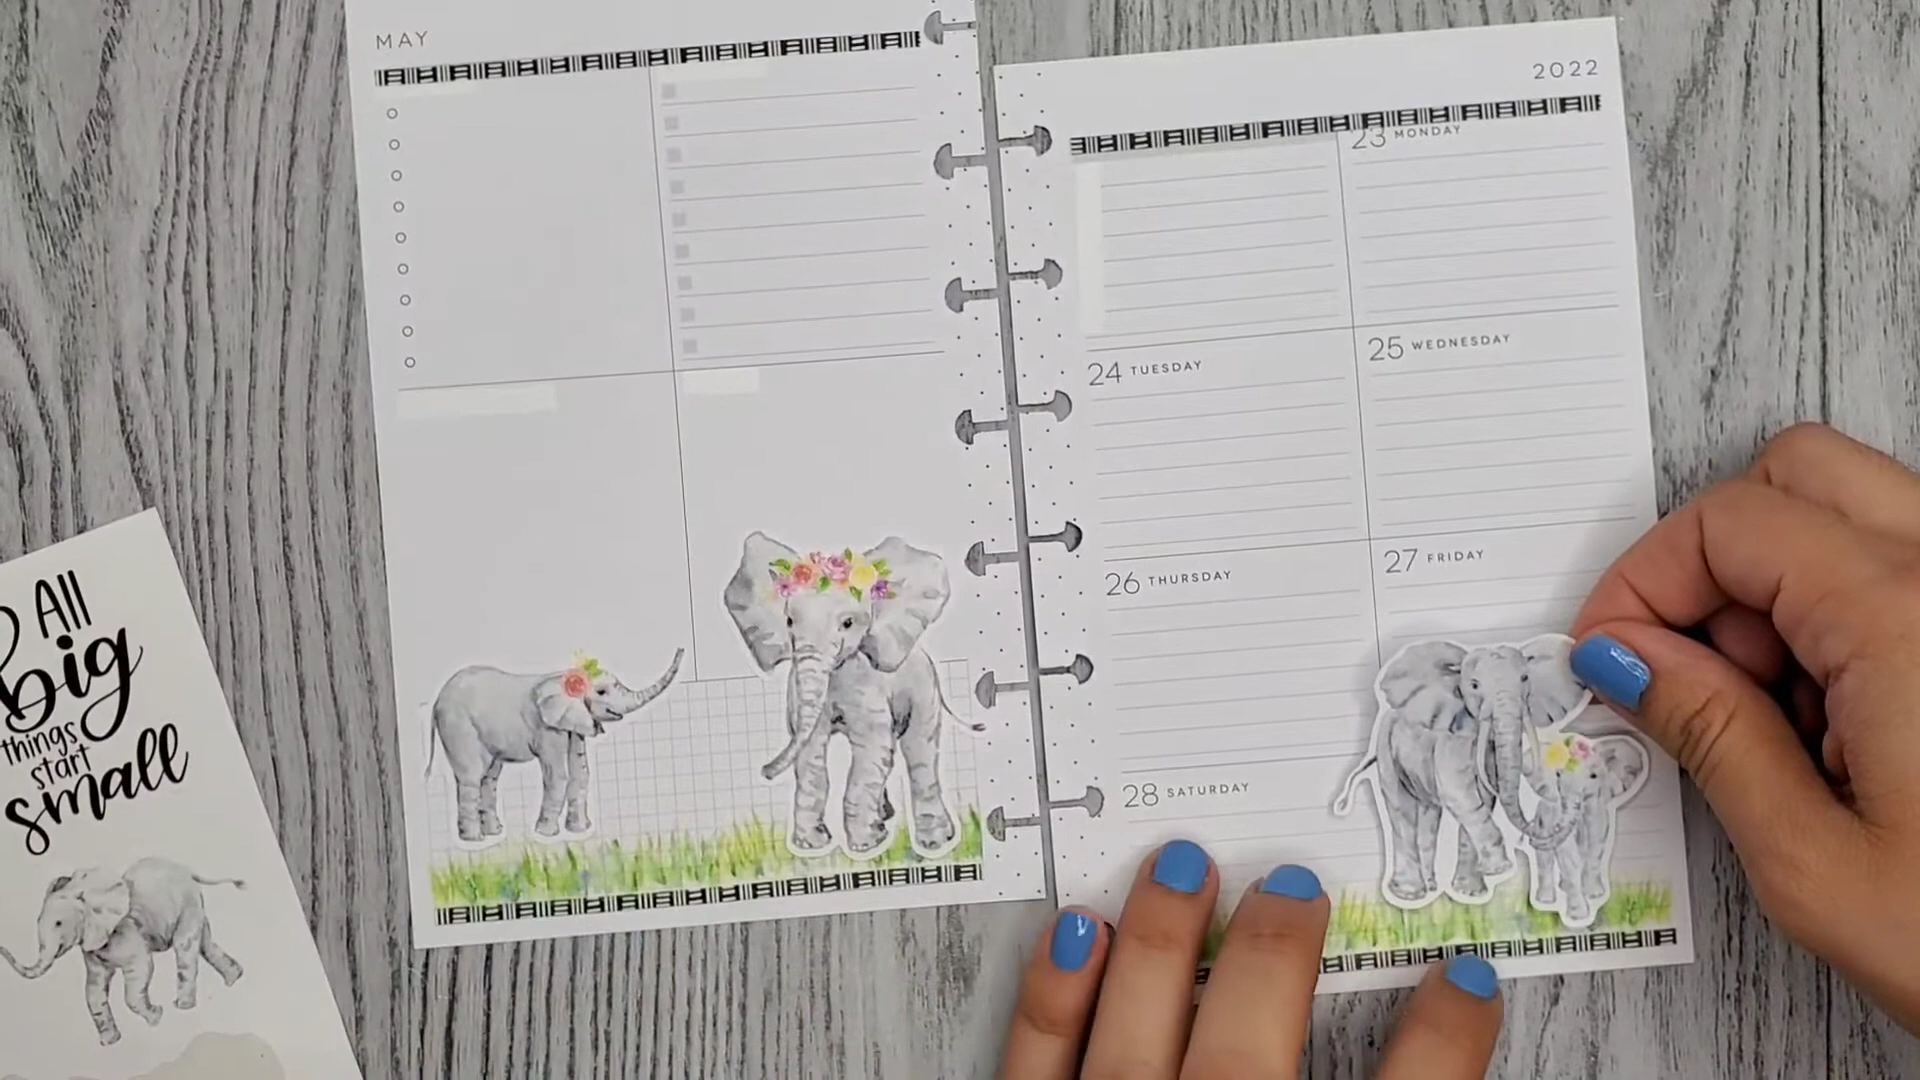 MAY
2022
23 MONDAY
24 TUESDAY
25 WEDNESDAY
26 THURSDAY
27 FRIDAY
28 SATURDAY
All
big
things
start
small